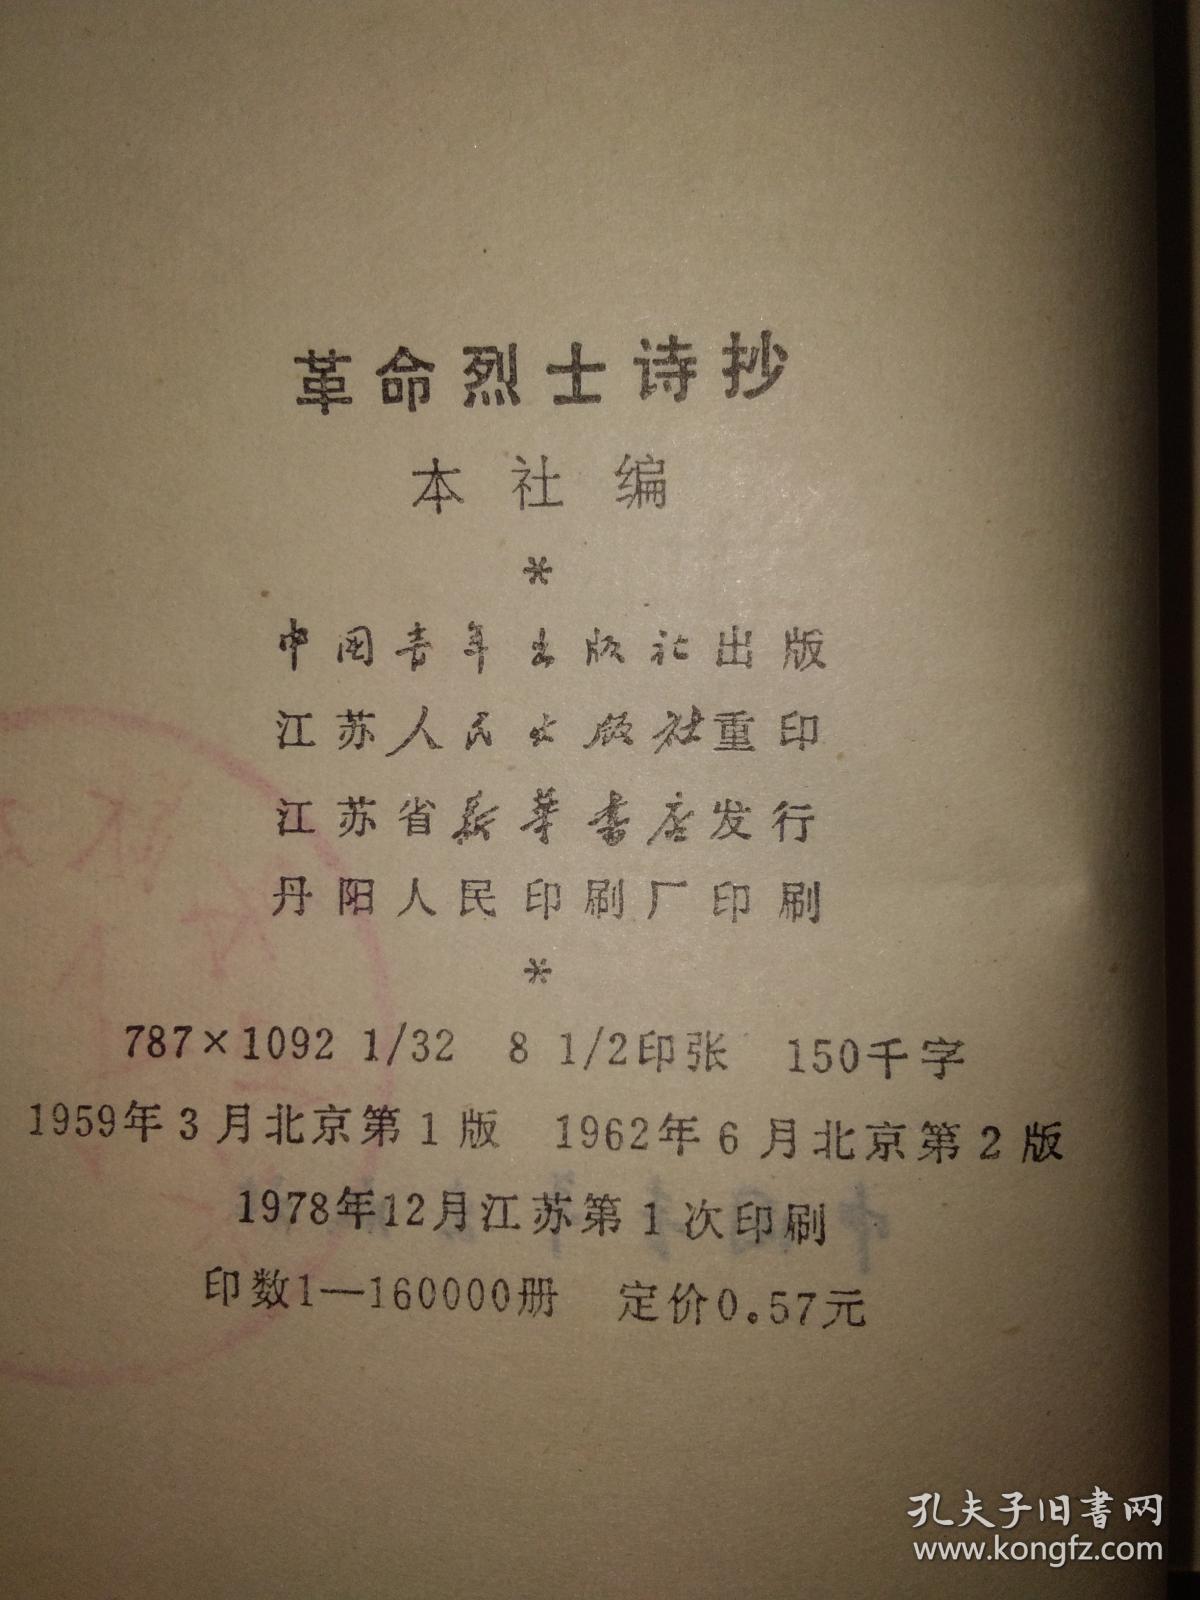 革命烈士诗抄
本社编
*
中国青年出版社出版
江苏人民出版社重印
江苏省新华书店发行
丹阳人民印刷厂印刷
*
787×1092 1/32 8 1/2印张 150千字
1959年3月北京第1版 1962年6月北京第2版
1978年12月江苏第1次印刷
印数1—160000册 定价0.57元
孔夫子旧書网
www.kongfz.com